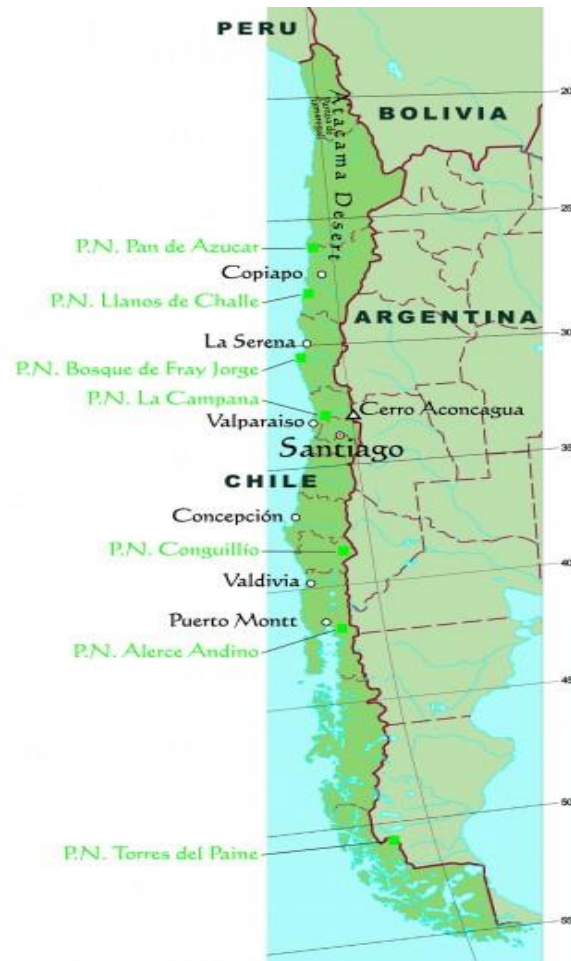 PERU
20
Atacama Desert
BOLIVIA
25
P.N. Pan de Azucar
Copiapo
P.N. Llanos de Challe
ARGENTINA
30
La Serena
P.N. Bosque de Fray Jorge
P.N. La Campana
Cerro Aconcagua
Valparaiso
Santiago
35
CHILE
Concepción
P.N. Conguillío
40
Valdivia
Puerto Montt
P.N. Alerce Andino
45
50
P.N. Torres del Paine
55